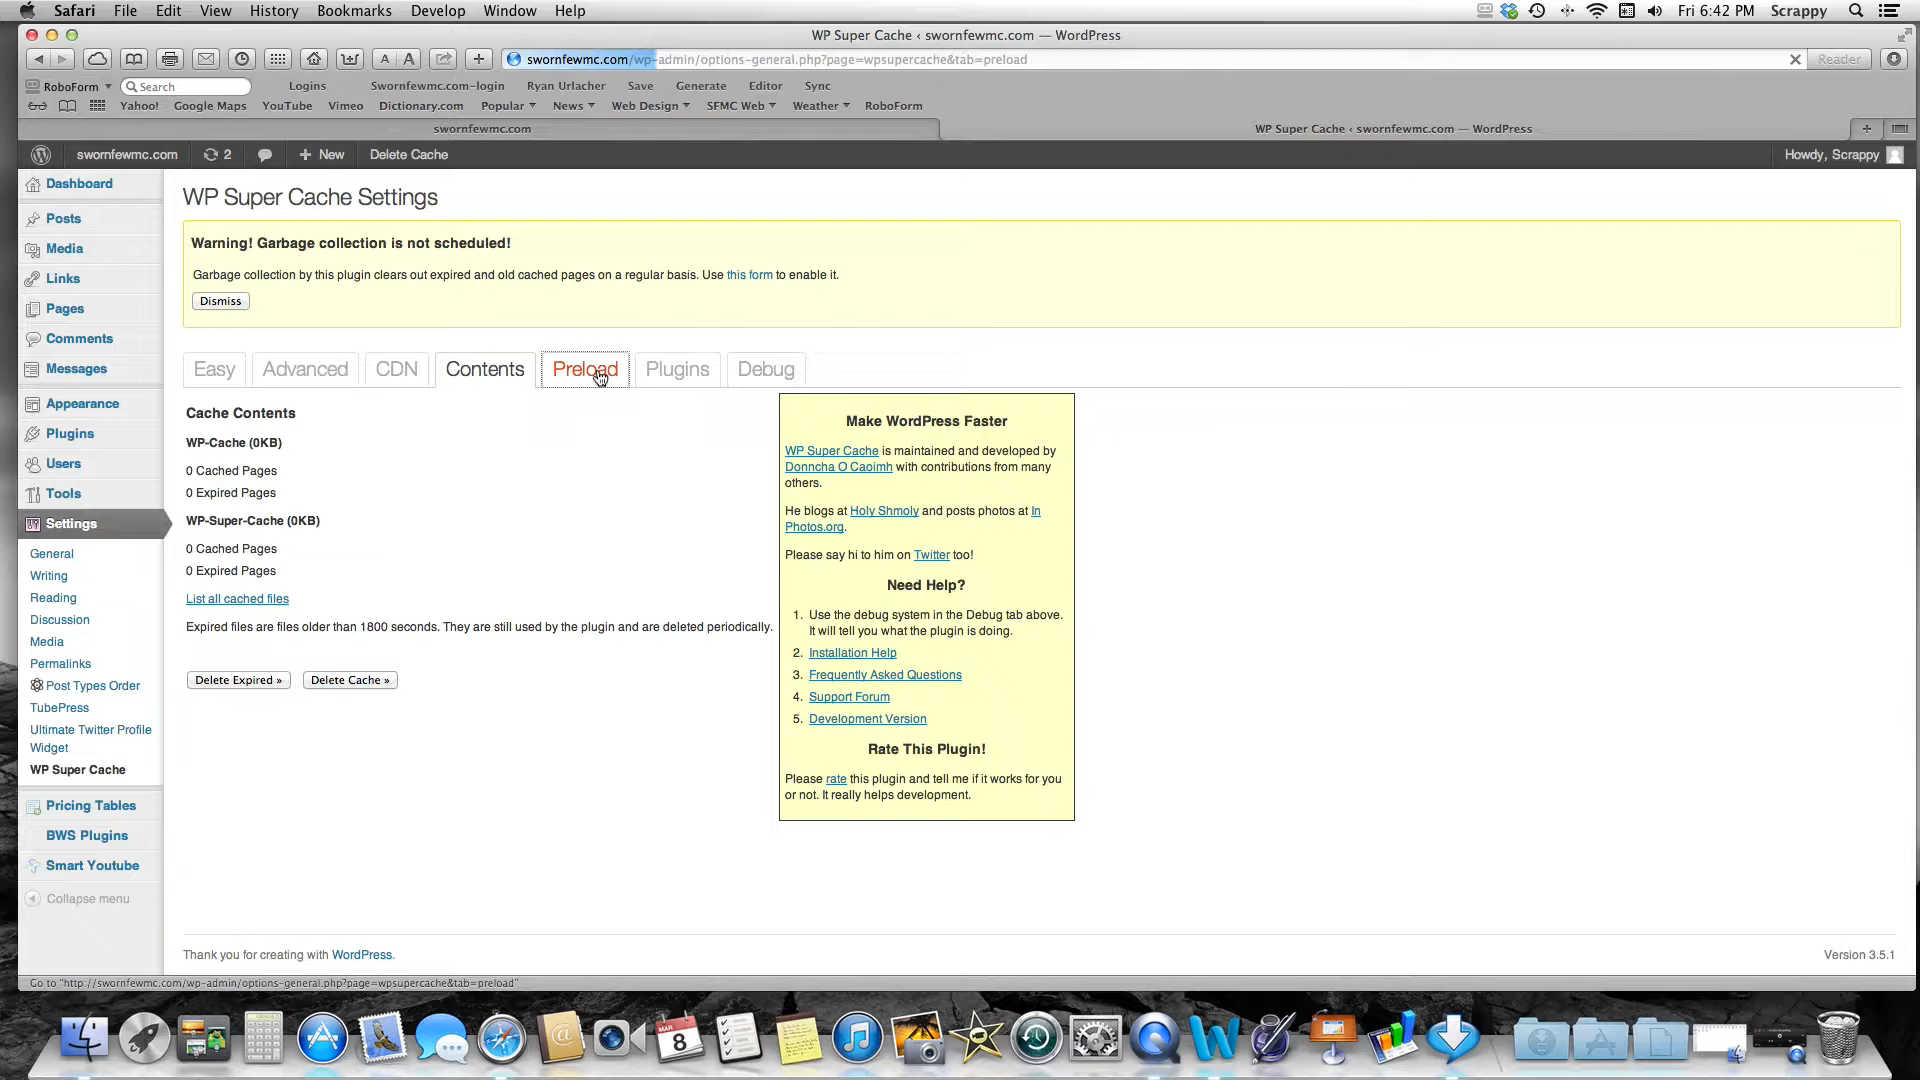 Safari File Edit View History Bookmarks Develop Window Help
Fri 6:42 PM Scrappy
WP Super Cache ‹ swornfewmc.com — WordPress
swornfewmc.com/wp-admin/options-general.php?page=wpsupercache&tab=preload
Reader
RoboForm Search Logins Swornfewmc.com-login Ryan Urlacher Save Generate Editor Sync
Yahoo! Google Maps YouTube Vimeo Dictionary.com Popular News Web Design SFMC Web Weather RoboForm
swornfewmc.com
WP Super Cache ‹ swornfewmc.com — WordPress
swornfewmc.com 2 + New Delete Cache
Howdy, Scrappy
Dashboard
Posts
Media
Links
Pages
Comments
Messages
Appearance
Plugins
Users
Tools
Settings
General
Writing
Reading
Discussion
Media
Permalinks
Post Types Order
TubePress
Ultimate Twitter Profile
Widget
WP Super Cache
Pricing Tables
BWS Plugins
Smart Youtube
Collapse menu
WP Super Cache Settings
Warning! Garbage collection is not scheduled!
Garbage collection by this plugin clears out expired and old cached pages on a regular basis. Use this form to enable it.
Dismiss
Easy Advanced CDN Contents Preload Plugins Debug
Cache Contents
WP-Cache (0KB)
0 Cached Pages
0 Expired Pages
WP-Super-Cache (0KB)
0 Cached Pages
0 Expired Pages
List all cached files
Expired files are files older than 1800 seconds. They are still used by the plugin and are deleted periodically.
Delete Expired » Delete Cache »
Make WordPress Faster
WP Super Cache is maintained and developed by
Donncha O Caoimh with contributions from many
others.
He blogs at Holy Shmoly and posts photos at In
Photos.org.
Please say hi to him on Twitter too!
Need Help?
1. Use the debug system in the Debug tab above.
It will tell you what the plugin is doing.
2. Installation Help
3. Frequently Asked Questions
4. Support Forum
5. Development Version
Rate This Plugin!
Please rate this plugin and tell me if it works for you
or not. It really helps development.
Thank you for creating with WordPress.
Version 3.5.1
Go to "http://swornfewmc.com/wp-admin/options-general.php?page=wpsupercache&tab=preload"
MAR
8